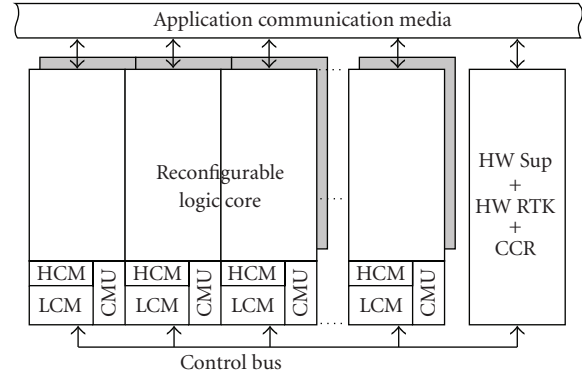 Application communication media
Reconfigurable
logic core
HW Sup
+
HW RTK
+
CCR
HCM
LCM
CMU
HCM
LCM
CMU
HCM
LCM
CMU
HCM
LCM
CMU
Control bus